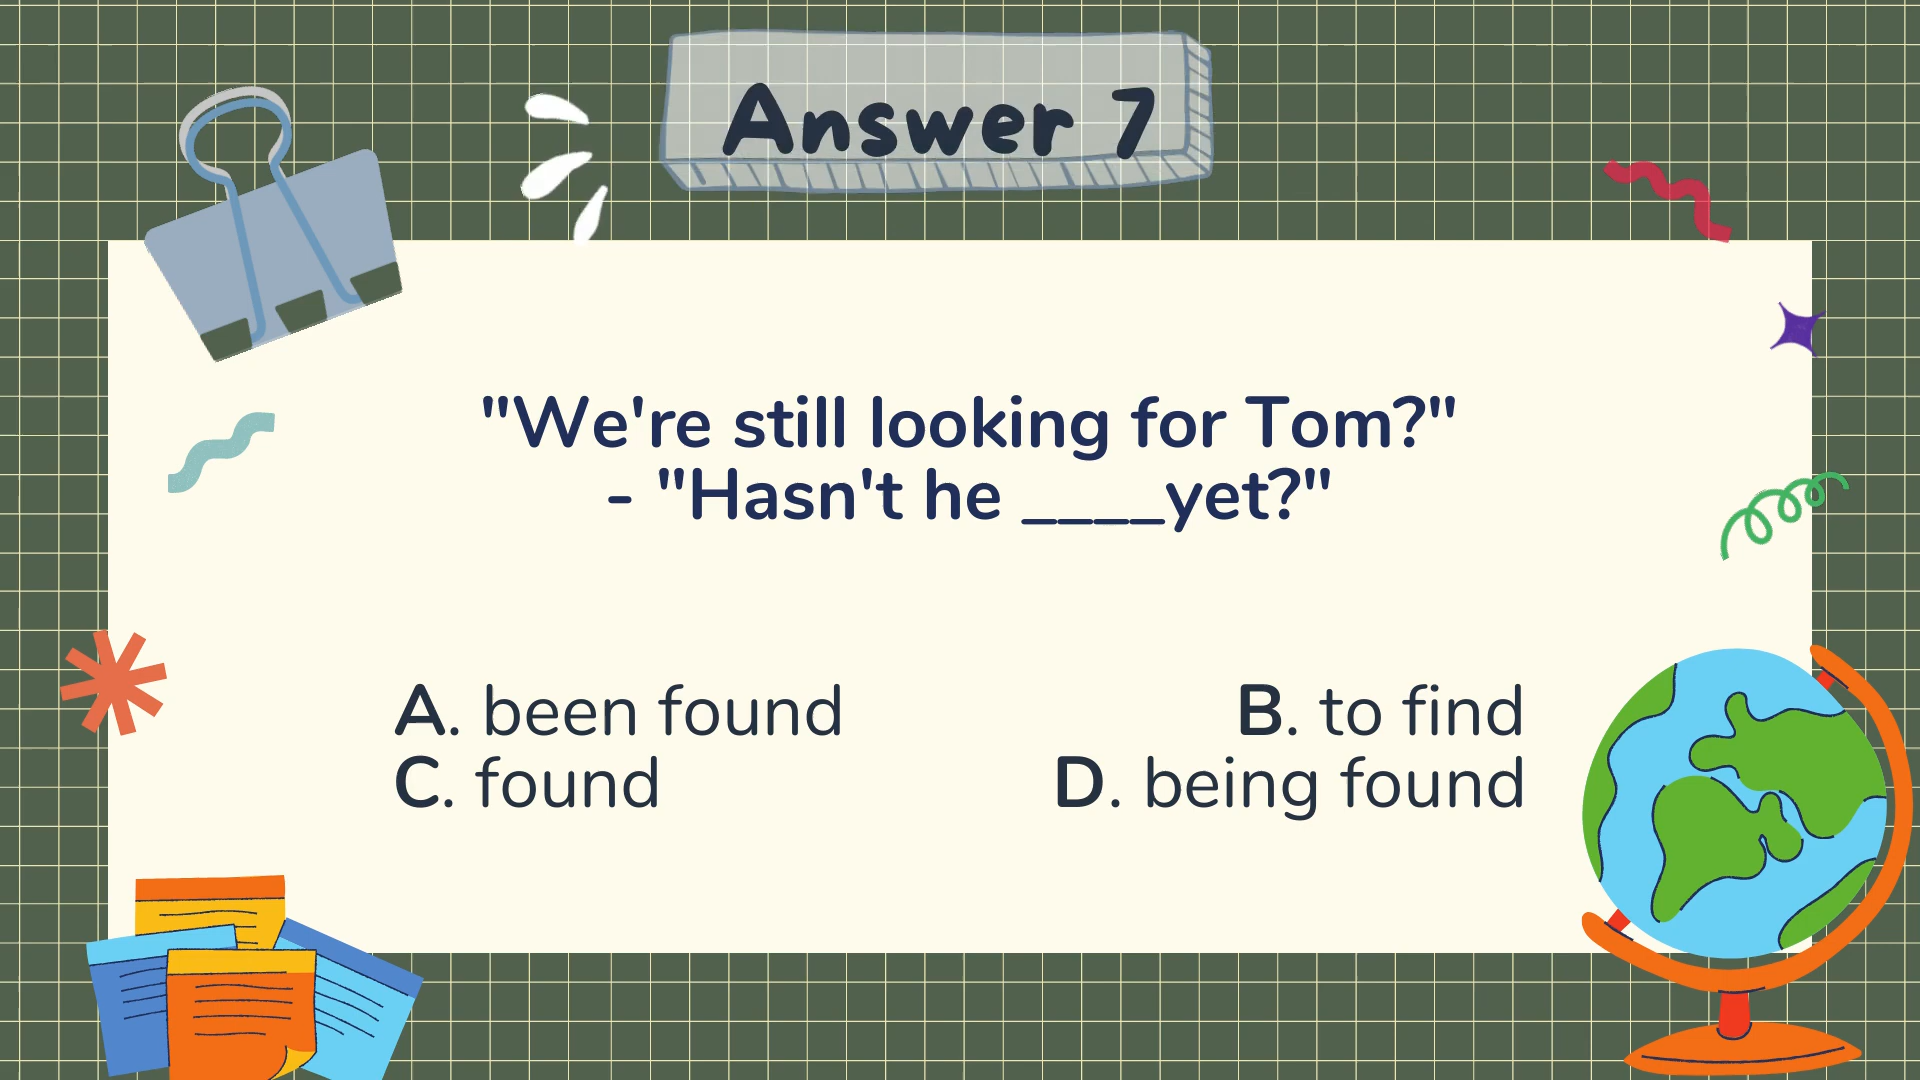 Answer 7
"We're still looking for Tom?"
- "Hasn't he ____yet?"
A. been found B. to find
C. found D. being found